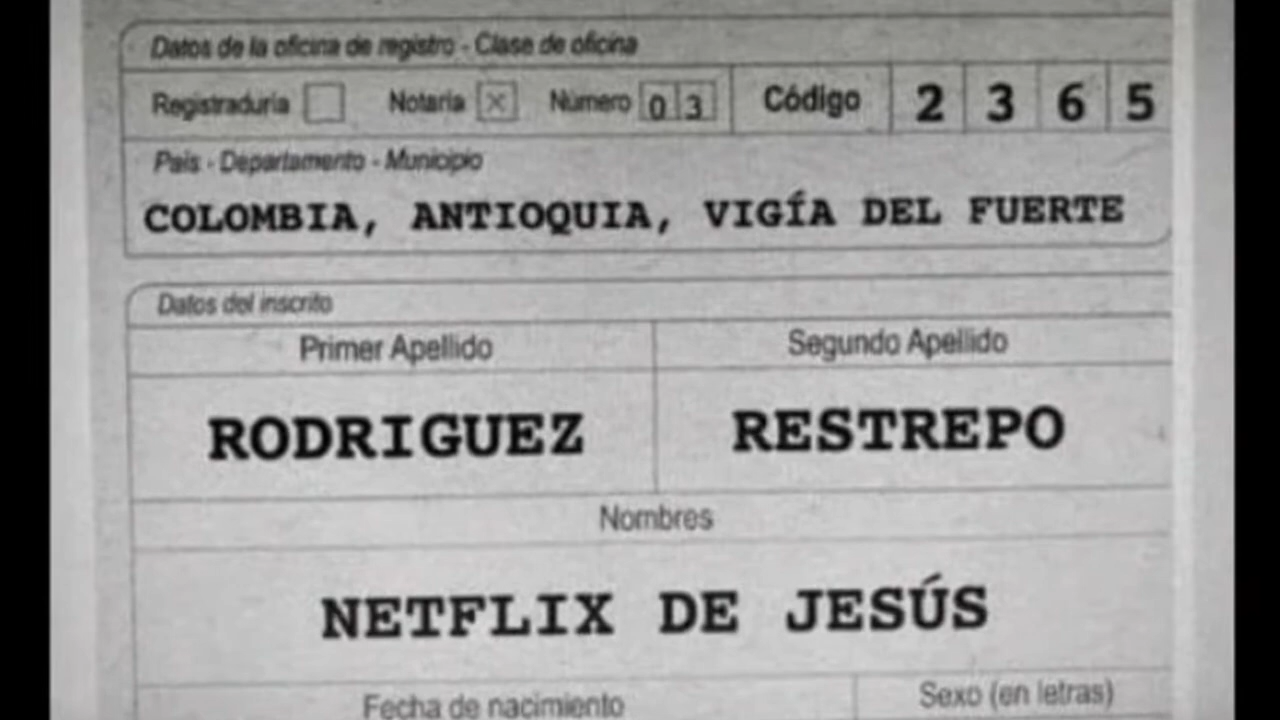 Datos de la oficina de registro - Clase de oficina
Registraduría Notaría X Número 0 3 Código 2 3 6 5
País - Departamento - Municipio
COLOMBIA, ANTIOQUIA, VIGÍA DEL FUERTE
Datos del inscrito
Primer Apellido Segundo Apellido
RODRIGUEZ RESTREPO
Nombres
NETFLIX DE JESÚS
Fecha de nacimiento Sexo (en letras)